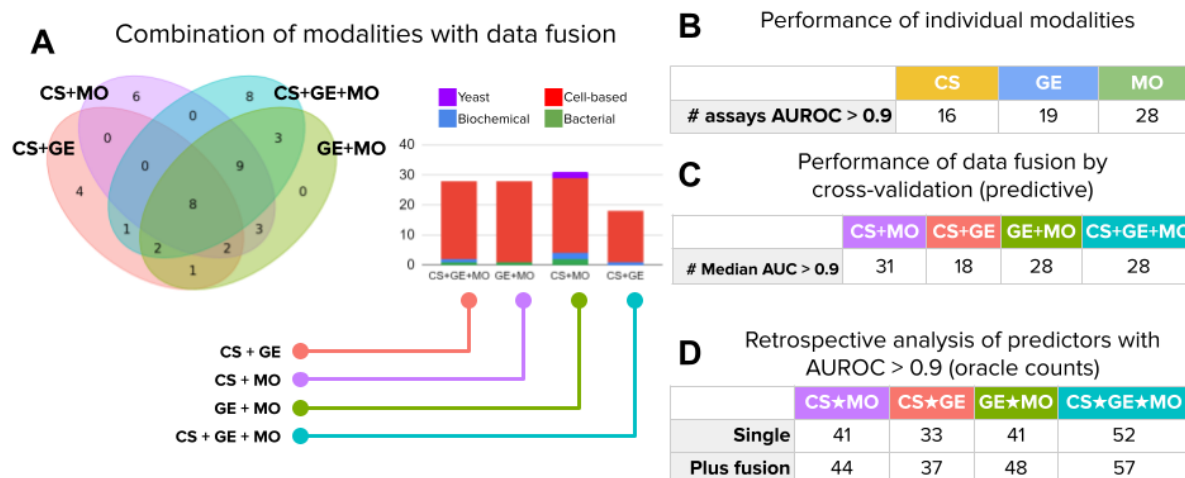 A
Combination of modalities with data fusion
CS+MO
CS+GE+MO
CS+GE
GE+MO
6
8
0
0
3
4
0
9
0
8
1
3
2
2
1
Yeast
Cell-based
Biochemical
Bacterial
40
30
20
10
0
CS+GE+MO
GE+MO
CS+MO
CS+GE
CS + GE
CS + MO
GE + MO
CS + GE + MO
B
Performance of individual modalities
CS GE MO
# assays AUROC > 0.9 16 19 28
C
Performance of data fusion by
cross-validation (predictive)
CS+MO CS+GE GE+MO CS+GE+MO
# Median AUC > 0.9 31 18 28 28
D
Retrospective analysis of predictors with
AUROC > 0.9 (oracle counts)
CS★MO CS★GE GE★MO CS★GE★MO
Single 41 33 41 52
Plus fusion 44 37 48 57